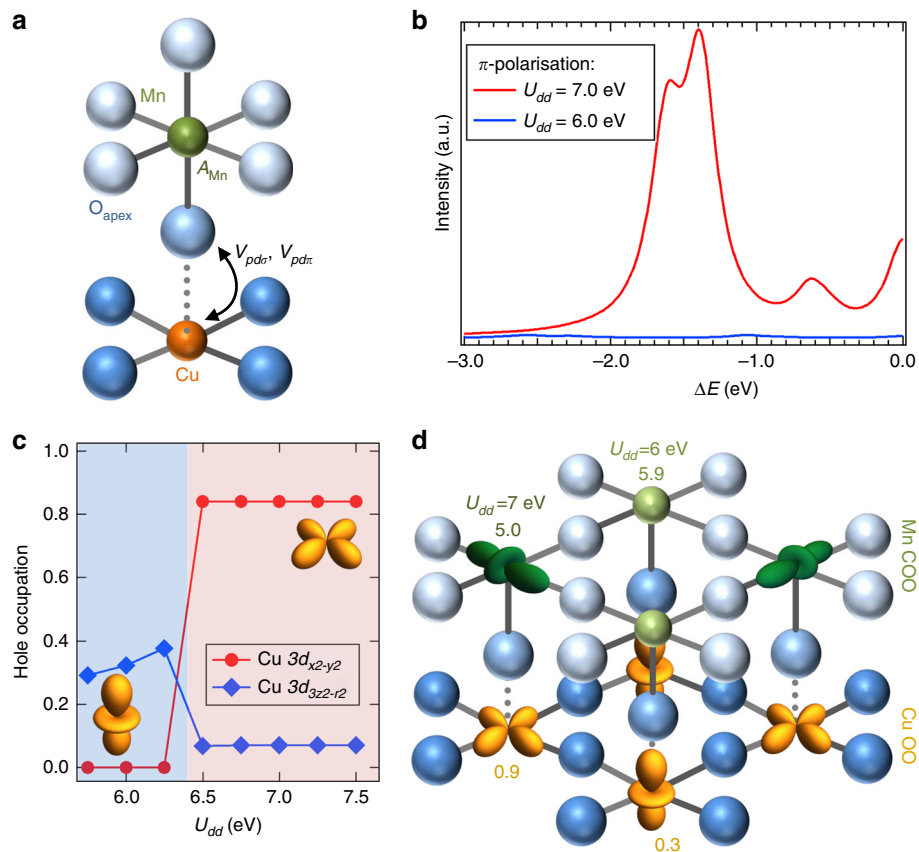 a
Mn
A_Mn
O_apex
V_pdσ, V_pdπ
Cu
b
π-polarisation:
U_dd = 7.0 eV
U_dd = 6.0 eV
Intensity (a.u.)
–3.0
–2.0
–1.0
0.0
ΔE (eV)
c
1.0
0.8
0.6
0.4
0.2
0.0
Hole occupation
Cu 3d_x2-y2
Cu 3d_3z2-r2
6.0
6.5
7.0
7.5
U_dd (eV)
d
U_dd=6 eV
5.9
U_dd=7 eV
5.0
Mn COO
Cu OO
0.9
0.3